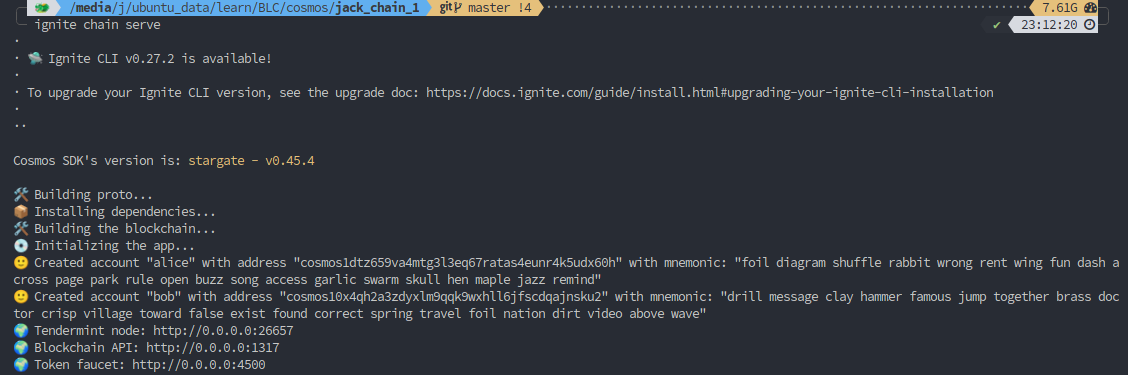 /media/j/ubuntu_data/learn/BLC/cosmos/jack_chain_1 git master !4 7.61G
ignite chain serve ✔ 23:12:20
Ignite CLI v0.27.2 is available!
To upgrade your Ignite CLI version, see the upgrade doc: https://docs.ignite.com/guide/install.html#upgrading-your-ignite-cli-installation
..
Cosmos SDK's version is: stargate - v0.45.4
Building proto...
Installing dependencies...
Building the blockchain...
Initializing the app...
Created account "alice" with address "cosmos1dtz659va4mtg3l3eq67ratas4eunr4k5udx60h" with mnemonic: "foil diagram shuffle rabbit wrong rent wing fun dash a
cross page park rule open buzz song access garlic swarm skull hen maple jazz remind"
Created account "bob" with address "cosmos10x4qh2a3zdyxlm9qqk9wxhll6jfscdqajnsku2" with mnemonic: "drill message clay hammer famous jump together brass doc
tor crisp village toward false exist found correct spring travel foil nation dirt video above wave"
Tendermint node: http://0.0.0.0:26657
Blockchain API: http://0.0.0.0:1317
Token faucet: http://0.0.0.0:4500